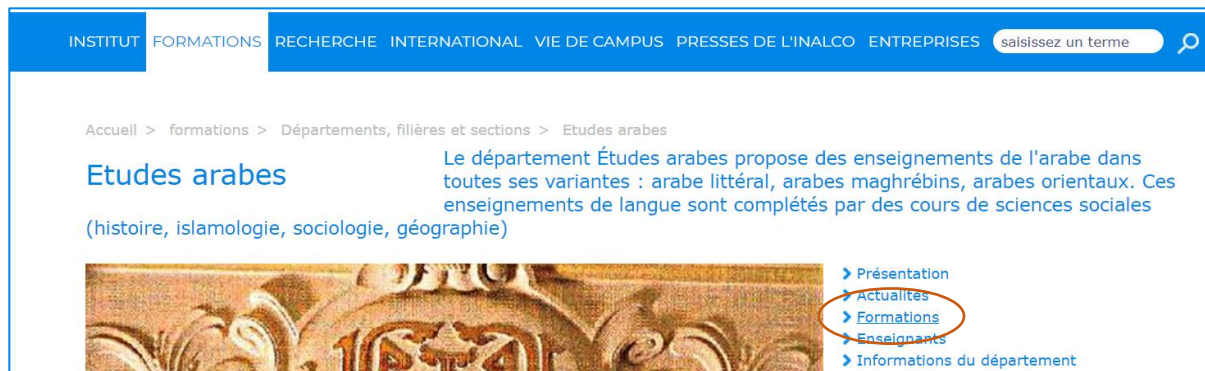 INSTITUT FORMATIONS RECHERCHE INTERNATIONAL VIE DE CAMPUS PRESSES DE L'INALCO ENTREPRISES saisissez un terme
Accueil > formations > Départements, filières et sections > Etudes arabes
Etudes arabes
Le département Études arabes propose des enseignements de l'arabe dans
toutes ses variantes : arabe littéral, arabes maghrébins, arabes orientaux. Ces
enseignements de langue sont complétés par des cours de sciences sociales
(histoire, islamologie, sociologie, géographie)
Présentation
Actualités
Formations
Enseignants
Informations du département